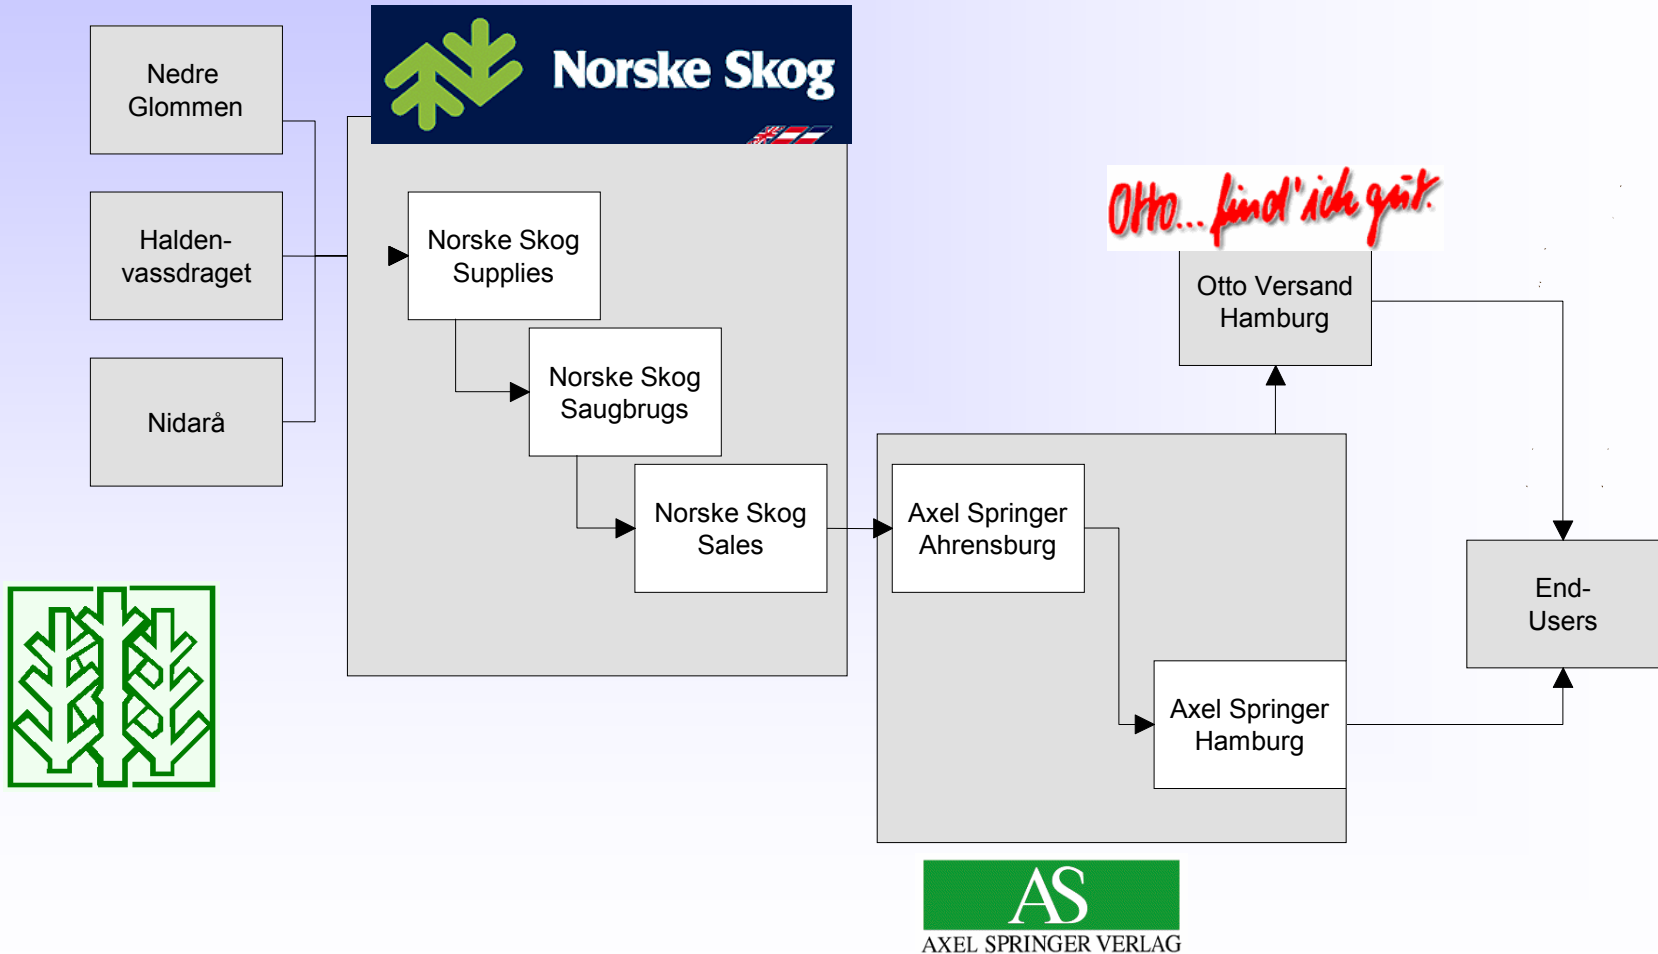 Nedre
Glommen
Norske Skog
Halden-
vassdraget
Norske Skog
Supplies
Otto... find' ich gut.
Otto Versand
Hamburg
Norske Skog
Saugbrugs
Nidarå
Norske Skog
Sales
Axel Springer
Ahrensburg
End-
Users
Axel Springer
Hamburg
AS
AXEL SPRINGER VERLAG